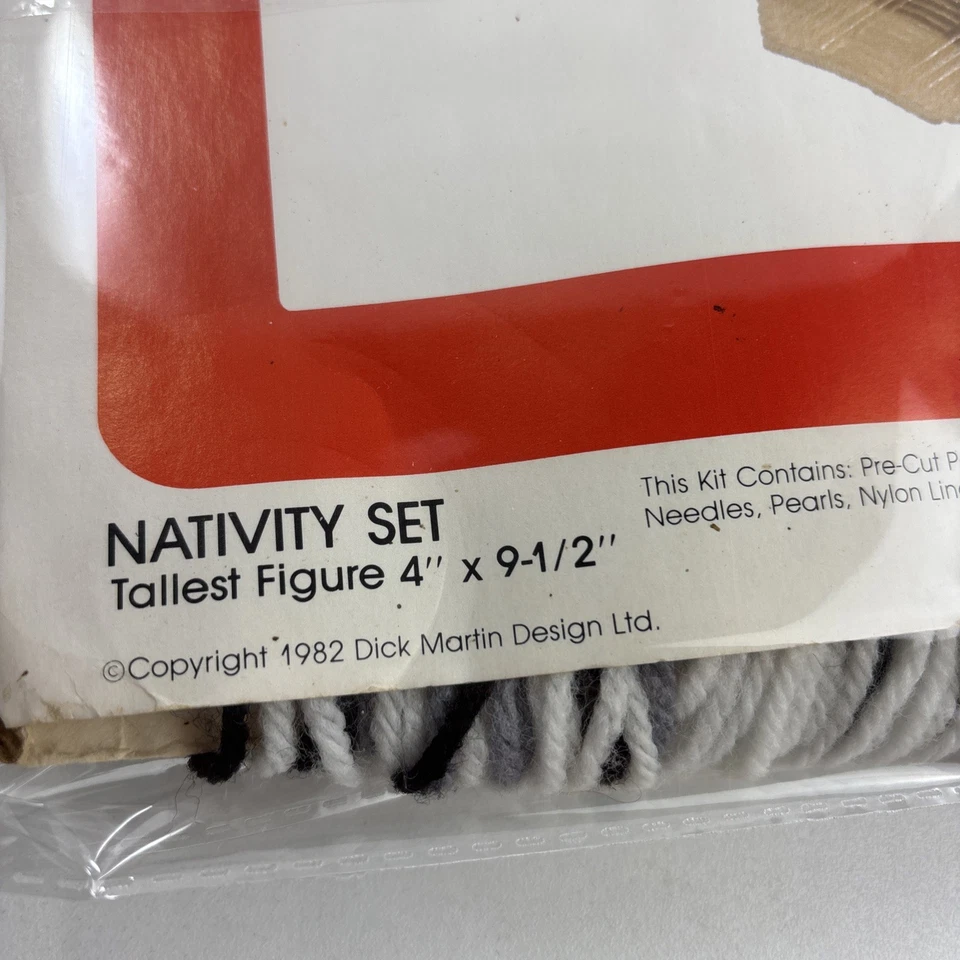 NATIVITY SET
Tallest Figure 4" x 9-1/2"
©Copyright 1982 Dick Martin Design Ltd.
This Kit Contains: Pre-Cut
Needles, Pearls, Nylon